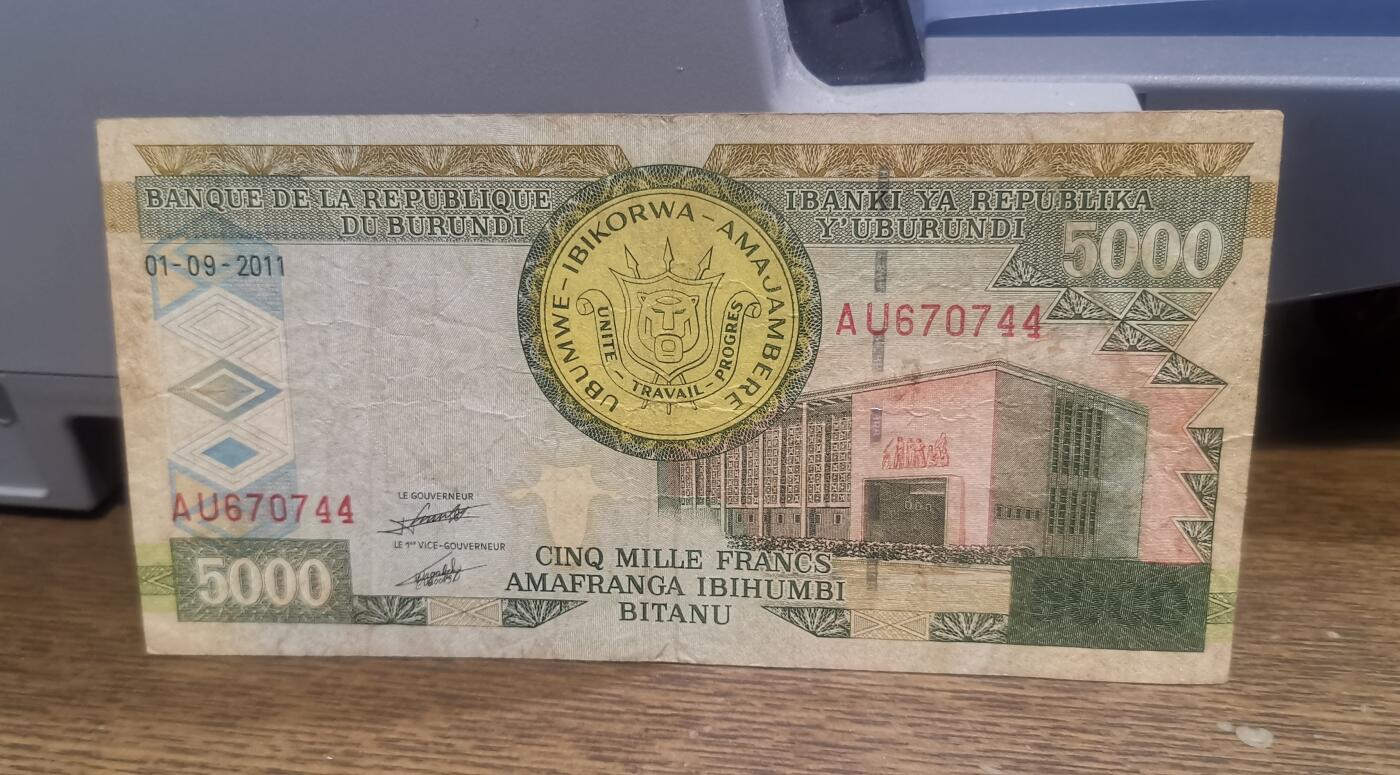 BANQUE DE LA REPUBLIQUE
DU BURUNDI
IBANKI YA REPUBLIKA
Y'UBURUNDI
5000
01-09-2011
UBUMWE - IBIKORWA - AMAJAMBERE
UNITE - TRAVAIL - PROGRES
AU670744
AU670744
LE GOUVERNEUR
LE 1er VICE-GOUVERNEUR
5000
CINQ MILLE FRANCS
AMAFRANGA IBIHUMBI
BITANU